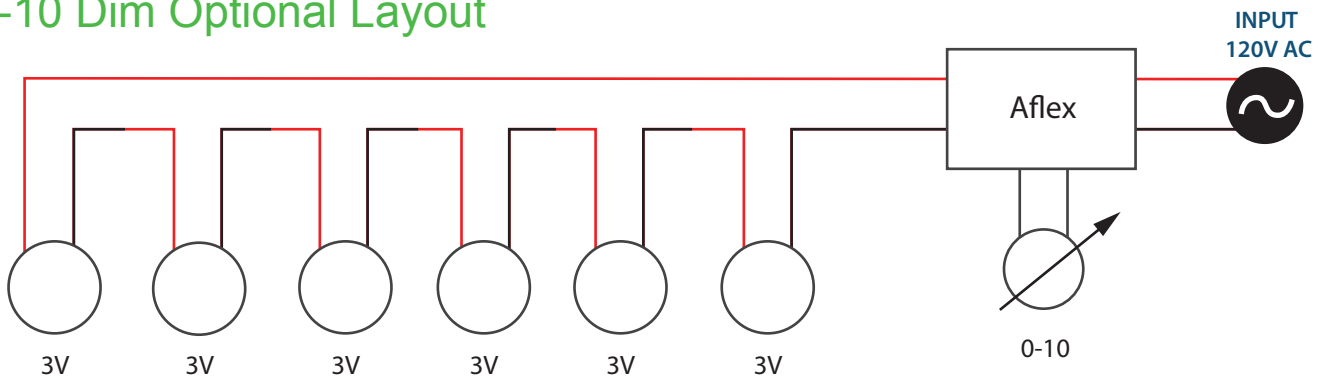 -10 Dim Optional Layout
INPUT
120V AC
Aflex
0-10
3V 3V 3V 3V 3V 3V